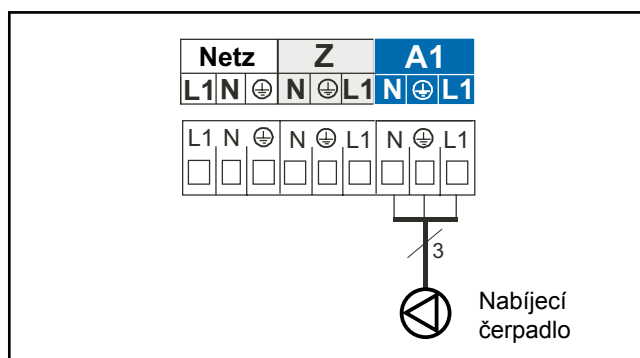 Netz Z A1
L1 N ⏚ N ⏚ L1 N ⏚ L1
L1 N ⏚ N ⏚ L1 N ⏚ L1
3
Nabíjecí
čerpadlo